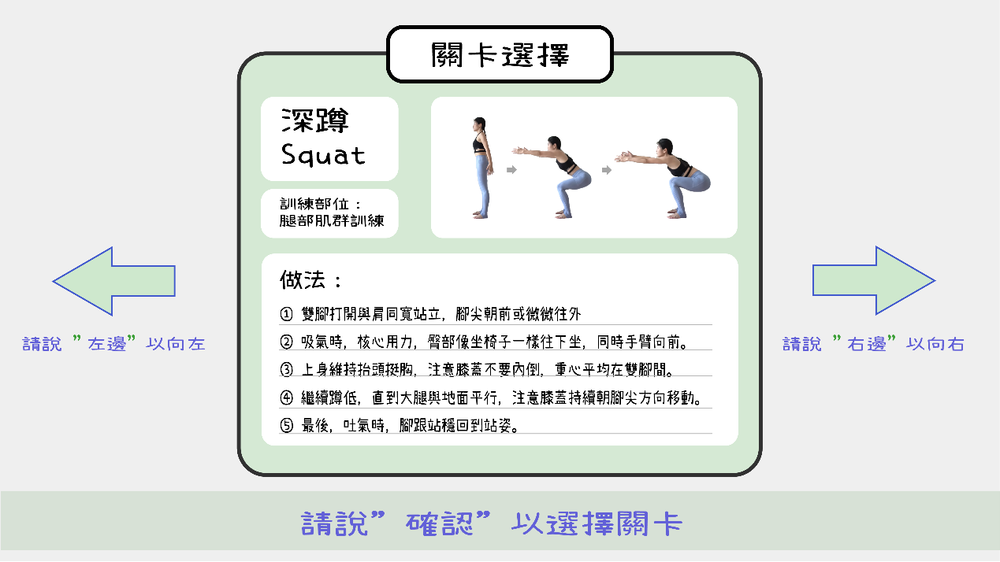 關卡選擇
深蹲
Squat
訓練部位：
腿部肌群訓練
做法：
① 雙腳打開與肩同寬站立，腳尖朝前或微微往外
② 吸氣時，核心用力，臀部像坐椅子一樣往下坐，同時手臂向前。
③ 上身維持抬頭挺胸，注意膝蓋不要內倒，重心平均在雙腳間。
④ 繼續蹲低，直到大腿與地面平行，注意膝蓋持續朝腳尖方向移動。
⑤ 最後，吐氣時，腳跟站穩回到站姿。
請說 ”左邊” 以向左
請說 ”右邊” 以向右
請說” 確認” 以選擇關卡